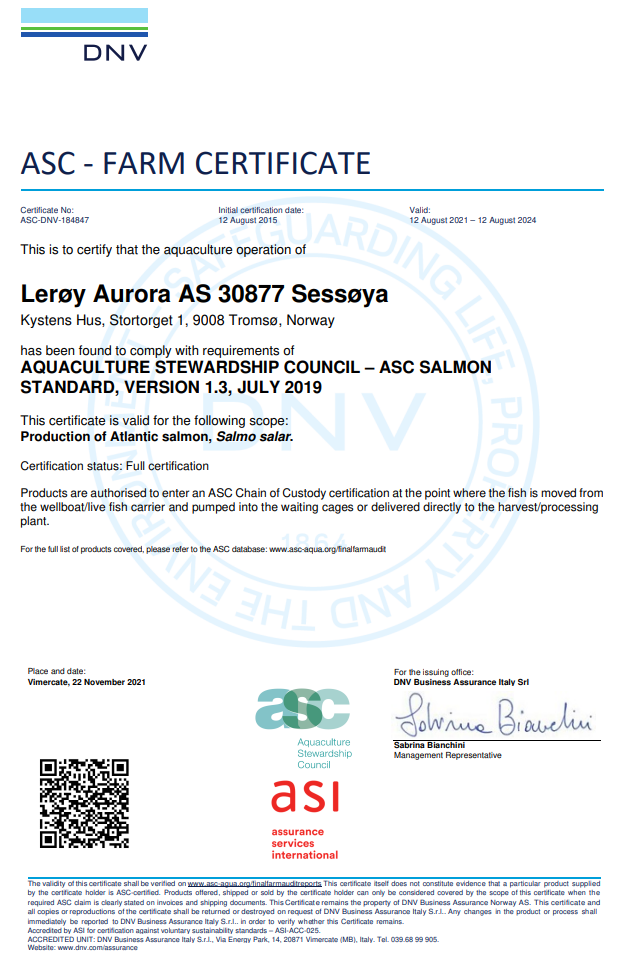 DNV
ASC - FARM CERTIFICATE
Certificate No:
ASC-DNV-184847
Initial certification date:
12 August 2015
Valid:
12 August 2021 – 12 August 2024
This is to certify that the aquaculture operation of
Lerøy Aurora AS 30877 Sessøya
Kystens Hus, Stortorget 1, 9008 Tromsø, Norway
has been found to comply with requirements of
AQUACULTURE STEWARDSHIP COUNCIL – ASC SALMON
STANDARD, VERSION 1.3, JULY 2019
This certificate is valid for the following scope:
Production of Atlantic salmon, Salmo salar.
Certification status: Full certification
Products are authorised to enter an ASC Chain of Custody certification at the point where the fish is moved from
the wellboat/live fish carrier and pumped into the waiting cages or delivered directly to the harvest/processing
plant.
For the full list of products covered, please refer to the ASC database: www.asc-aqua.org/finalfarmaudit
SAFEGUARDING LIFE, PROPERTY AND THE ENVIRONMENT
DNV
1864
Place and date:
Vimercate, 22 November 2021
For the issuing office:
DNV Business Assurance Italy Srl
Sabrina Bianchini
Sabrina Bianchini
Management Representative
asc
Aquaculture
Stewardship
Council
asi
assurance
services
international
The validity of this certificate shall be verified on www.asc-aqua.org/finalfarmauditreports This certificate itself does not constitute evidence that a particular product supplied
by the certificate holder is ASC-certified. Products offered, shipped or sold by the certificate holder can only be considered covered by the scope of this certificate when the
required ASC claim is clearly stated on invoices and shipping documents. This Certificate remains the property of DNV Business Assurance Norway AS. This certificate and
all copies or reproductions of the certificate shall be returned or destroyed on request of DNV Business Assurance Italy S.r.l.. Any changes in the product or process shall
immediately be reported to DNV Business Assurance Italy S.r.l.. in order to verify whether this Certificate remains.
Accredited by ASI for certification against voluntary sustainability standards – ASI-ACC-025.
ACCREDITED UNIT: DNV Business Assurance Italy S.r.l., Via Energy Park, 14, 20871 Vimercate (MB), Italy. Tel. 039.68 99 905.
Website: www.dnv.com/assurance